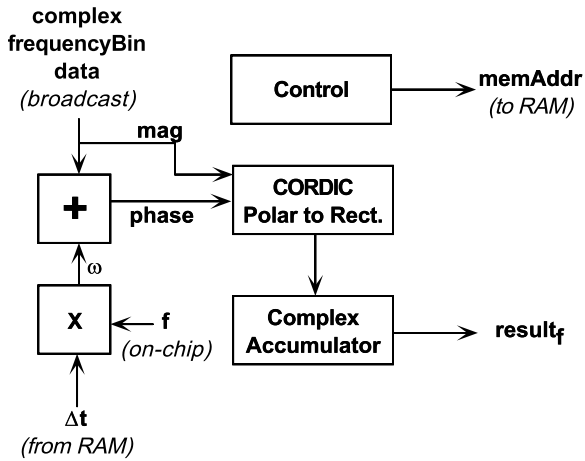 complex
frequencyBin
data
(broadcast)
mag
Control
memAddr
(to RAM)
+
phase
CORDIC
Polar to Rect.
ω
x
f
(on-chip)
Complex
Accumulator
result_f
Δt
(from RAM)